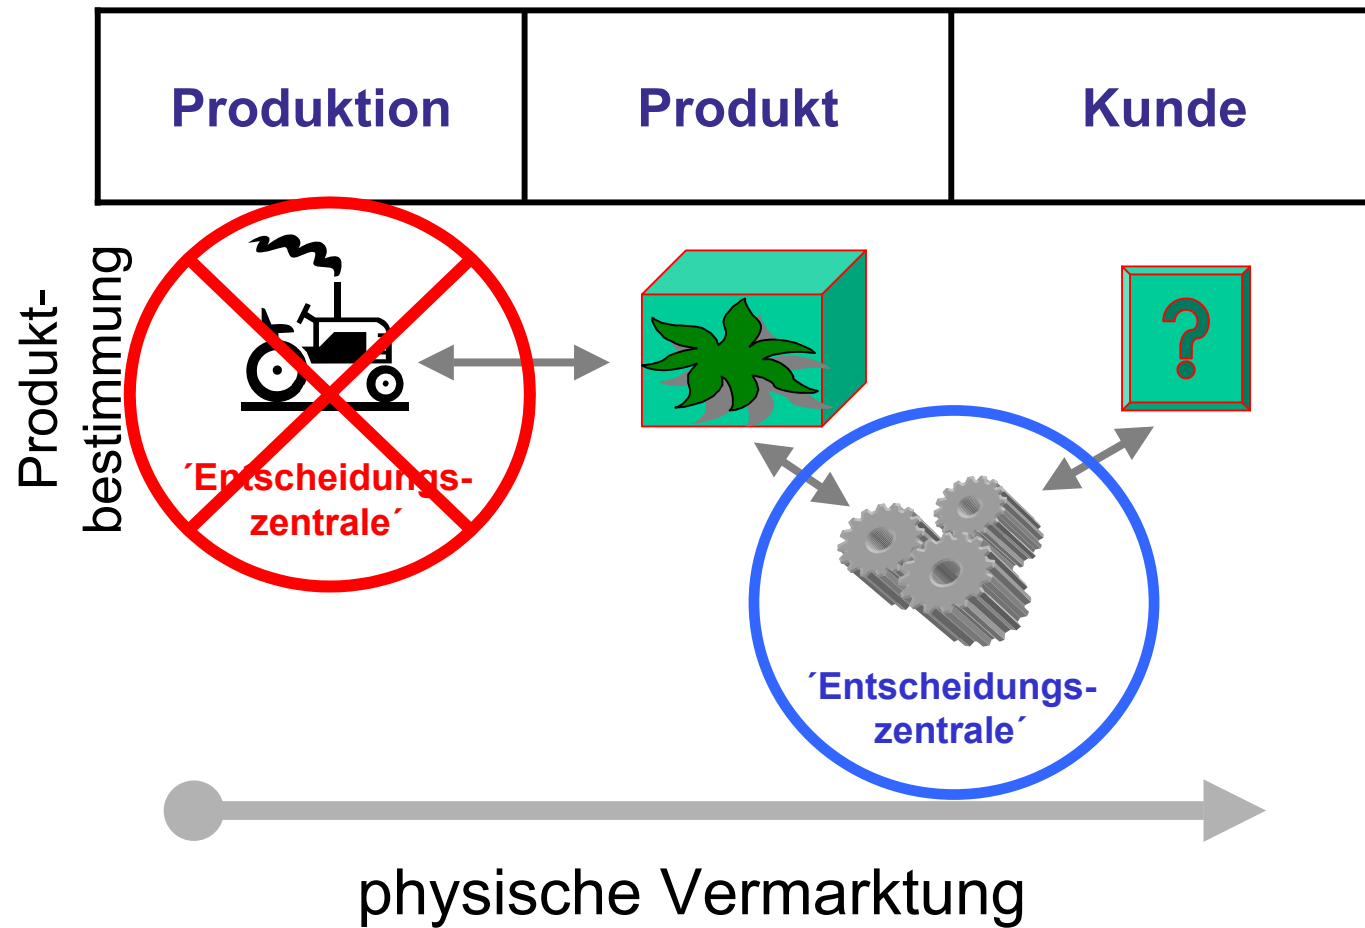 Produktion Produkt Kunde
Produkt-
bestimmung
´Entscheidungs-
zentrale´
´Entscheidungs-
zentrale´
physische Vermarktung